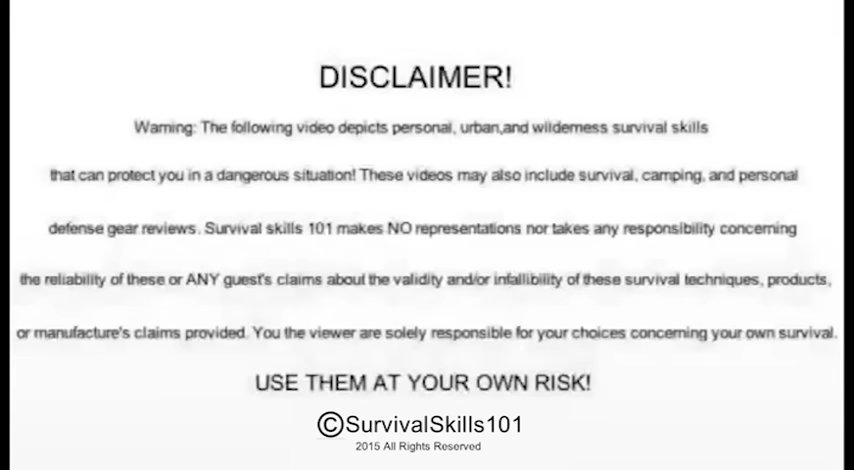 DISCLAIMER!
Warning: The following video depicts personal, urban,and wilderness survival skills
that can protect you in a dangerous situation! These videos may also include survival, camping, and personal
defense gear reviews. Survival skills 101 makes NO representations nor takes any responsibility concerning
the reliability of these or ANY guest's claims about the validity and/or infallibility of these survival techniques, products,
or manufacture's claims provided. You the viewer are solely responsible for your choices concerning your own survival.
USE THEM AT YOUR OWN RISK!
©SurvivalSkills101
2015 All Rights Reserved